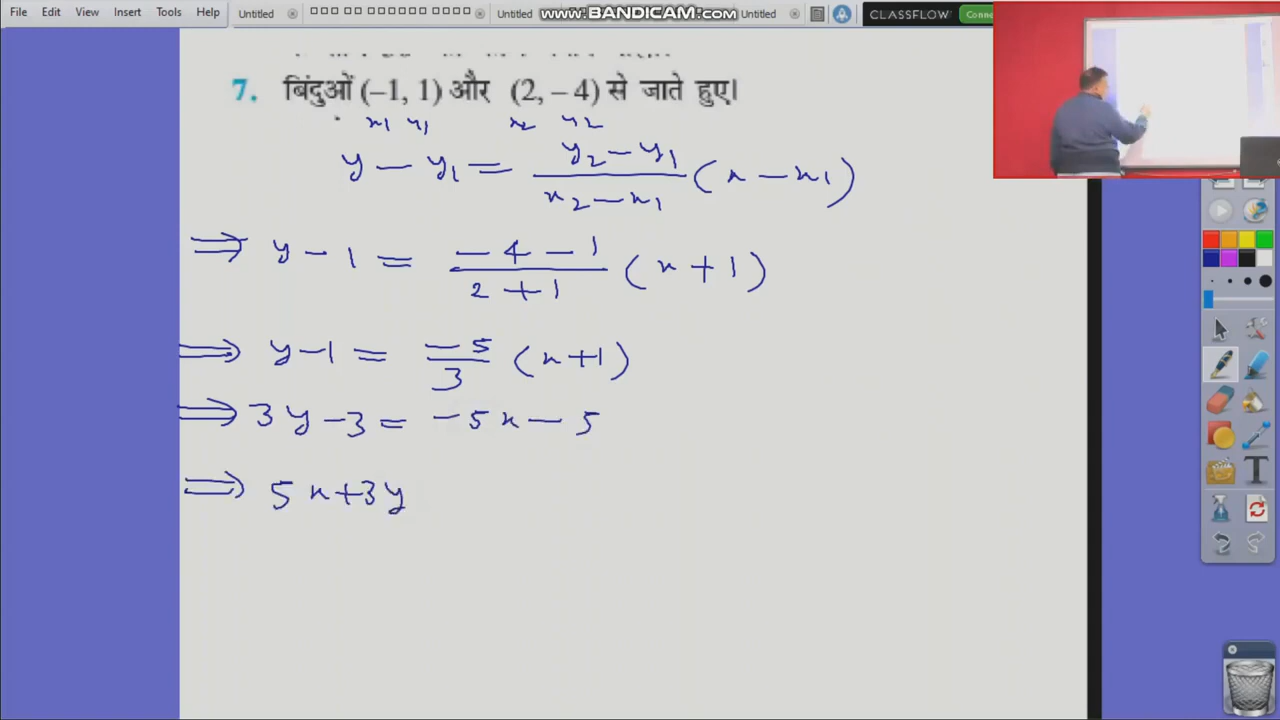 File Edit View Insert Tools Help Untitled Untitled www.BANDICAM.com Untitled CLASSFLOW Conne
7. बिंदुओं (–1, 1) और (2, – 4) से जाते हुए।
x1 y1 x2 y2
y – y1 = y2 – y1 / x2 – x1 (x – x1)
⇒ y – 1 = – 4 – 1 / 2 + 1 (x + 1)
⇒ y – 1 = – 5 / 3 (x + 1)
⇒ 3y – 3 = – 5x – 5
⇒ 5x + 3y